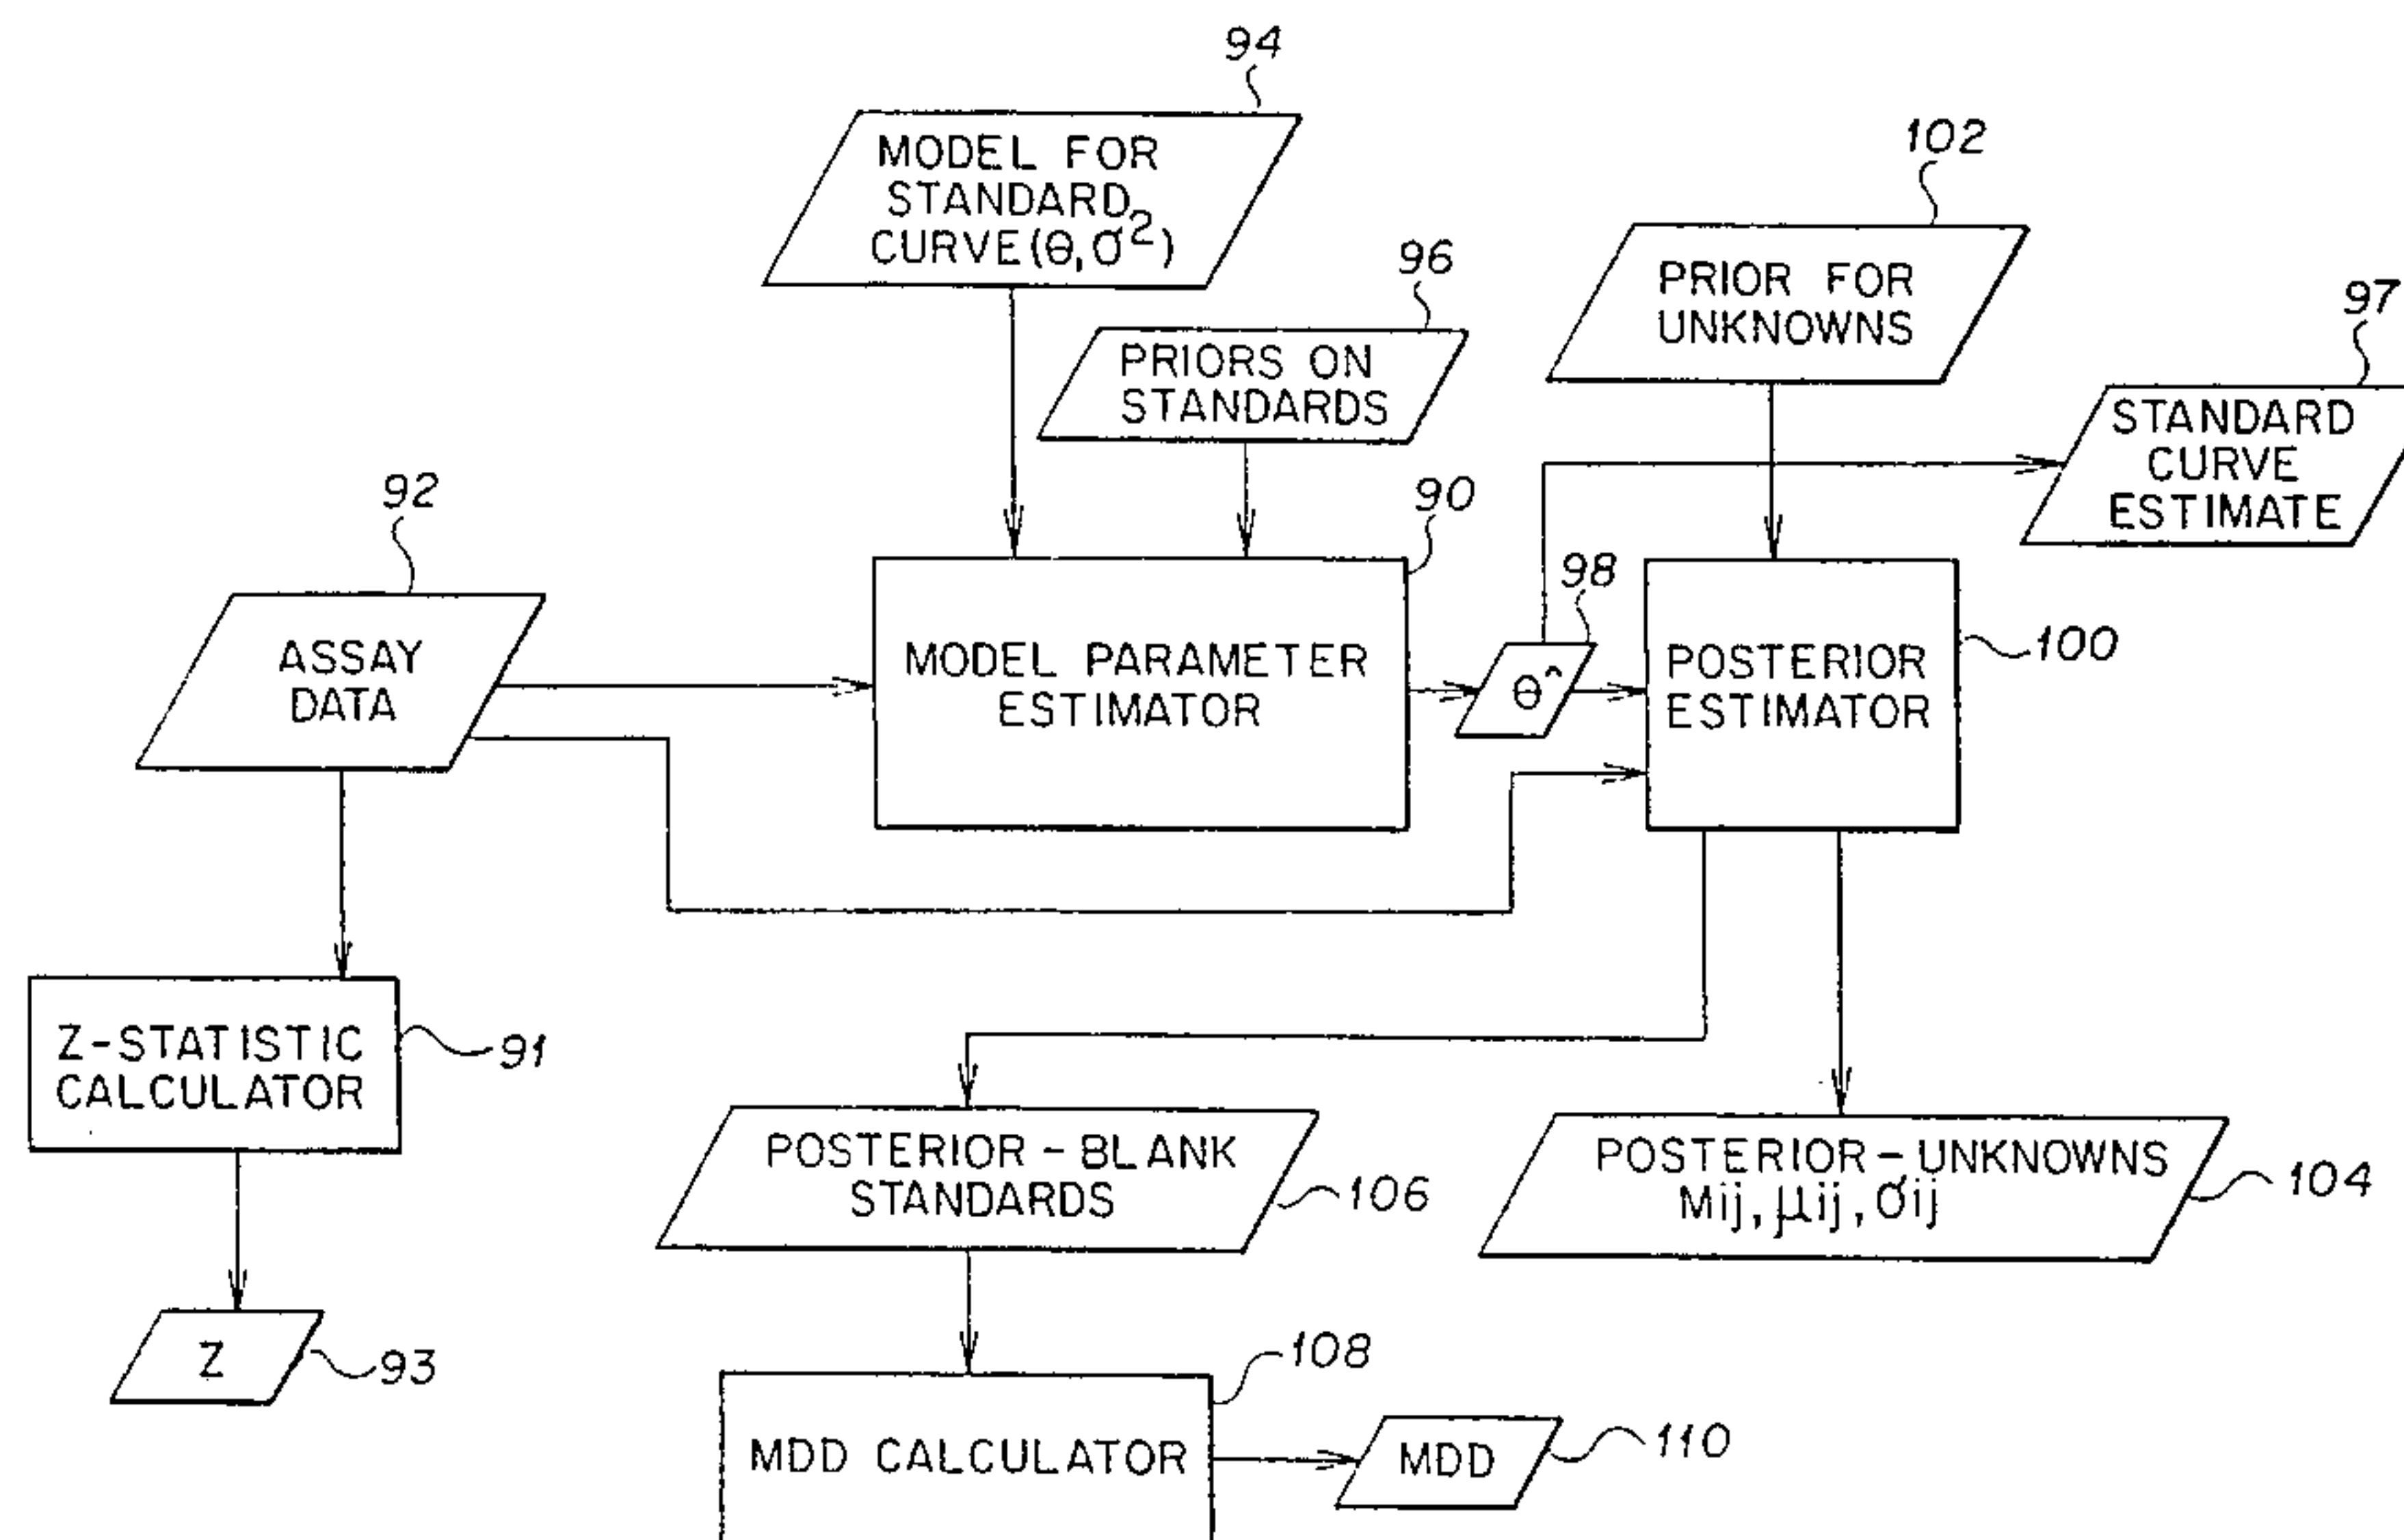 94
MODEL FOR
STANDARD
CURVE (θ, σ²)
102
PRIOR FOR
UNKNOWNS
96
PRIORS ON
STANDARDS
97
STANDARD
CURVE
ESTIMATE
92
ASSAY
DATA
90
MODEL PARAMETER
ESTIMATOR
98
θ^
POSTERIOR
ESTIMATOR
100
Z-STATISTIC
CALCULATOR
91
POSTERIOR - BLANK
STANDARDS
106
POSTERIOR - UNKNOWNS
Mij, μij, σij
104
Z
93
108
MDD CALCULATOR
MDD
110